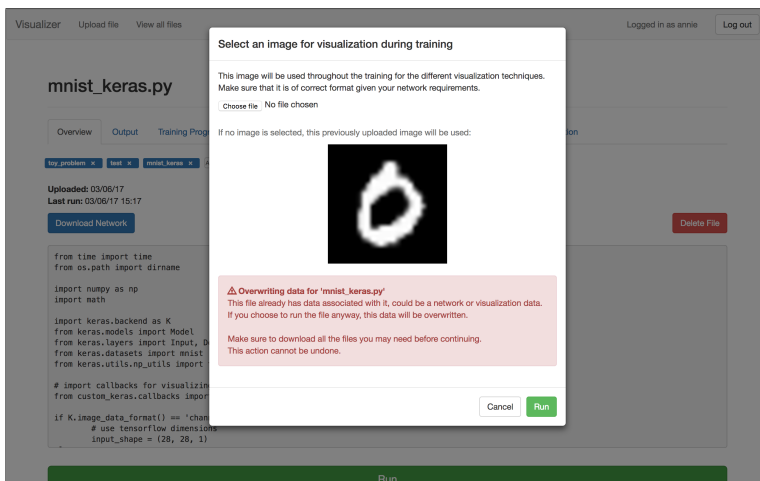 Visualizer Upload file View all files Logged in as annie Log out
Select an image for visualization during training
This image will be used throughout the training for the different visualization techniques.
Make sure that it is of correct format given your network requirements.
Choose file No file chosen
If no image is selected, this previously uploaded image will be used:
⚠ Overwriting data for 'mnist_keras.py'
This file already has data associated with it, could be a network or visualization data.
If you choose to run the file anyway, this data will be overwritten.
Make sure to download all the files you may need before continuing.
This action cannot be undone.
Cancel Run
mnist_keras.py
Overview Output Training
toy_problem × test × mnist_keras ×
Uploaded: 03/06/17
Last run: 03/06/17 15:17
Download Network Delete File
from time import time
from os.path import dirname
import numpy as np
import math
import keras.backend as K
from keras.models import Model
from keras.layers import Input,
from keras.datasets import mnist
from keras.utils.np_utils import
# import callbacks for visualizing
from custom_keras.callbacks import
if K.image_data_format() ==
# use tensorflow dimensions
input_shape = (28, 28, 1)
Run